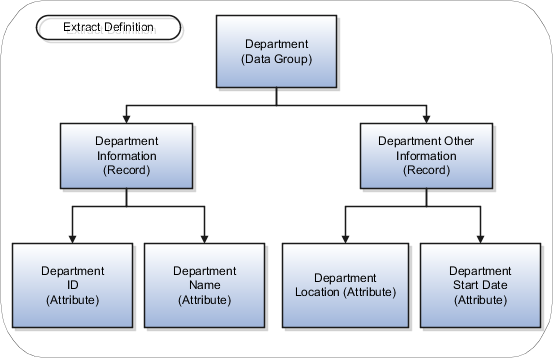 Extract Definition
Department
(Data Group)
Department
Information
(Record)
Department Other
Information
(Record)
Department
ID
(Attribute)
Department
Name
(Attribute)
Department
Location (Attribute)
Department
Start Date
(Attribute)